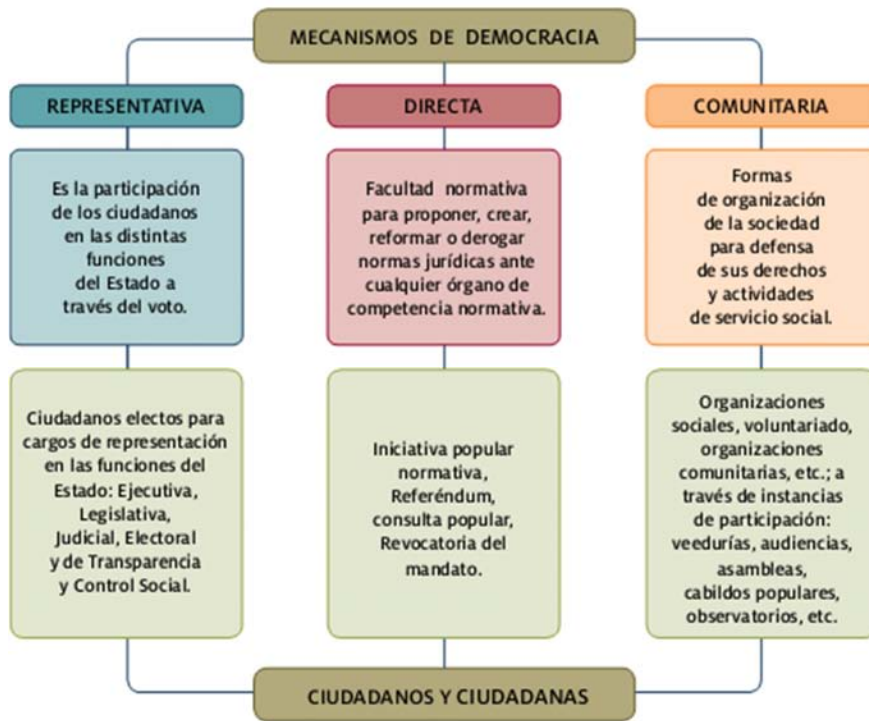 MECANISMOS DE DEMOCRACIA
REPRESENTATIVA
Es la participación
de los ciudadanos
en las distintas
funciones
del Estado a
través del voto.
Ciudadanos electos para
cargos de representación
en las funciones del
Estado: Ejecutiva,
Legislativa,
Judicial, Electoral
y de Transparencia
y Control Social.
DIRECTA
Facultad normativa
para proponer, crear,
reformar o derogar
normas jurídicas ante
cualquier órgano de
competencia normativa.
Iniciativa popular
normativa,
Referéndum,
consulta popular,
Revocatoria del
mandato.
COMUNITARIA
Formas
de organización
de la sociedad
para defensa
de sus derechos
y actividades
de servicio social.
Organizaciones
sociales, voluntariado,
organizaciones
comunitarias, etc.; a
través de instancias
de participación:
veedurías, audiencias,
asambleas,
cabildos populares,
observatorios, etc.
CIUDADANOS Y CIUDADANAS